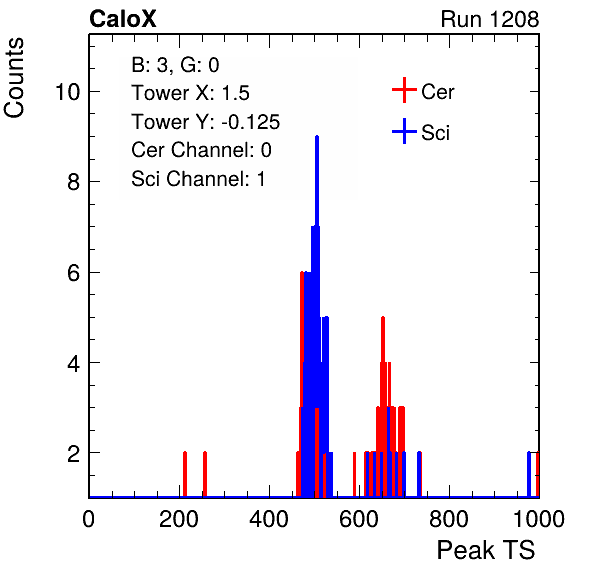 CaloX Run 1208
Counts
B: 3, G: 0
Tower X: 1.5
Tower Y: -0.125
Cer Channel: 0
Sci Channel: 1
Cer
Sci
10
8
6
4
2
0 200 400 600 800 1000
Peak TS